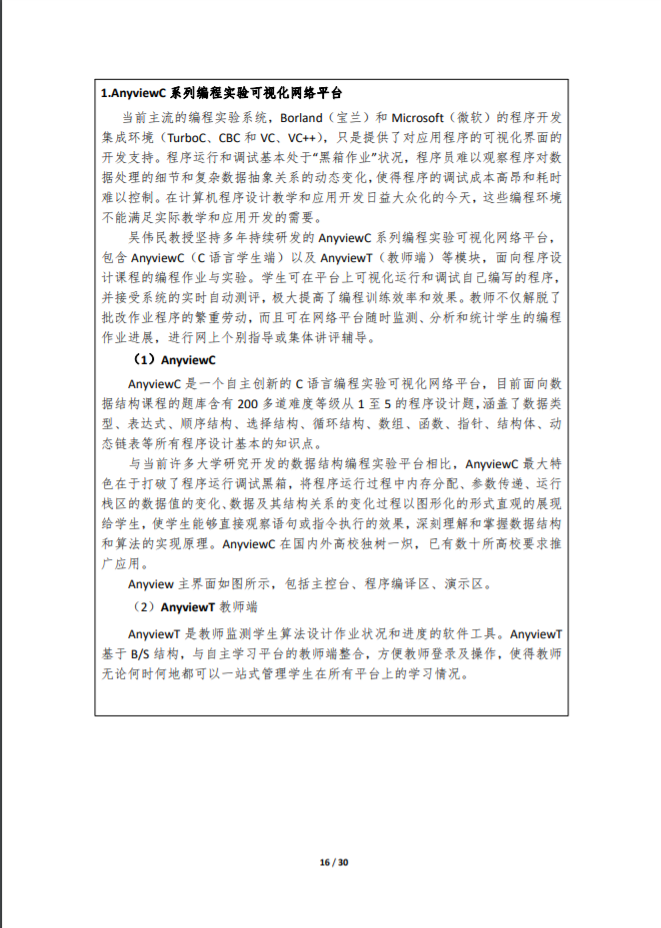 1.AnyviewC 系列编程实验可视化网络平台
当前主流的编程实验系统，Borland（宝兰）和 Microsoft（微软）的程序开发
集成环境（TurboC、CBC 和 VC、VC++），只是提供了对应用程序的可视化界面的
开发支持。程序运行和调试基本处于“黑箱作业”状况，程序员难以观察程序对数
据处理的细节和复杂数据抽象关系的动态变化，使得程序的调试成本高昂和耗时
难以控制。在计算机程序设计教学和应用开发日益大众化的今天，这些编程环境
不能满足实际教学和应用开发的需要。
吴伟民教授坚持多年持续研发的 AnyviewC 系列编程实验可视化网络平台，
包含 AnyviewC（C 语言学生端）以及 AnyviewT（教师端）等模块，面向程序设
计课程的编程作业与实验。学生可在平台上可视化运行和调试自己编写的程序，
并接受系统的实时自动测评，极大提高了编程训练效率和效果。教师不仅解脱了
批改作业程序的繁重劳动，而且可在网络平台随时监测、分析和统计学生的编程
作业进展，进行网上个别指导或集体讲评辅导。
（1）AnyviewC
AnyviewC 是一个自主创新的 C 语言编程实验可视化网络平台，目前面向数
据结构课程的题库含有 200 多道难度等级从 1 至 5 的程序设计题，涵盖了数据类
型、表达式、顺序结构、选择结构、循环结构、数组、函数、指针、结构体、动
态链表等所有程序设计基本的知识点。
与当前许多大学研究开发的数据结构编程实验平台相比，AnyviewC 最大特
色在于打破了程序运行调试黑箱，将程序运行过程中内存分配、参数传递、运行
栈区的数据值的变化、数据及其结构关系的变化过程以图形化的形式直观的展现
给学生，使学生能够直接观察语句或指令执行的效果，深刻理解和掌握数据结构
和算法的实现原理。AnyviewC 在国内外高校独树一炽，已有数十所高校要求推
广应用。
Anyview 主界面如图所示，包括主控台、程序编译区、演示区。
（2）AnyviewT 教师端
AnyviewT 是教师监测学生算法设计作业状况和进度的软件工具。AnyviewT
基于 B/S 结构，与自主学习平台的教师端整合，方便教师登录及操作，使得教师
无论何时何地都可以一站式管理学生在所有平台上的学习情况。
16 / 30